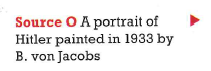 Source O A portrait of
Hitler painted in 1933 by
B. von Jacobs